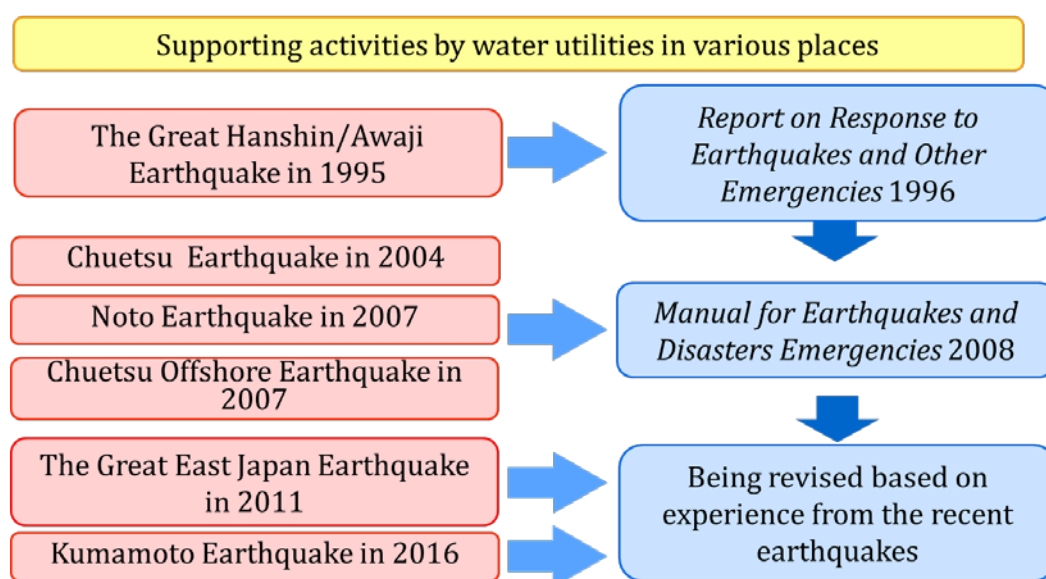 Supporting activities by water utilities in various places
The Great Hanshin/Awaji
Earthquake in 1995
Report on Response to
Earthquakes and Other
Emergencies 1996
Chuetsu Earthquake in 2004
Noto Earthquake in 2007
Chuetsu Offshore Earthquake in
2007
Manual for Earthquakes and
Disasters Emergencies 2008
The Great East Japan Earthquake
in 2011
Kumamoto Earthquake in 2016
Being revised based on
experience from the recent
earthquakes